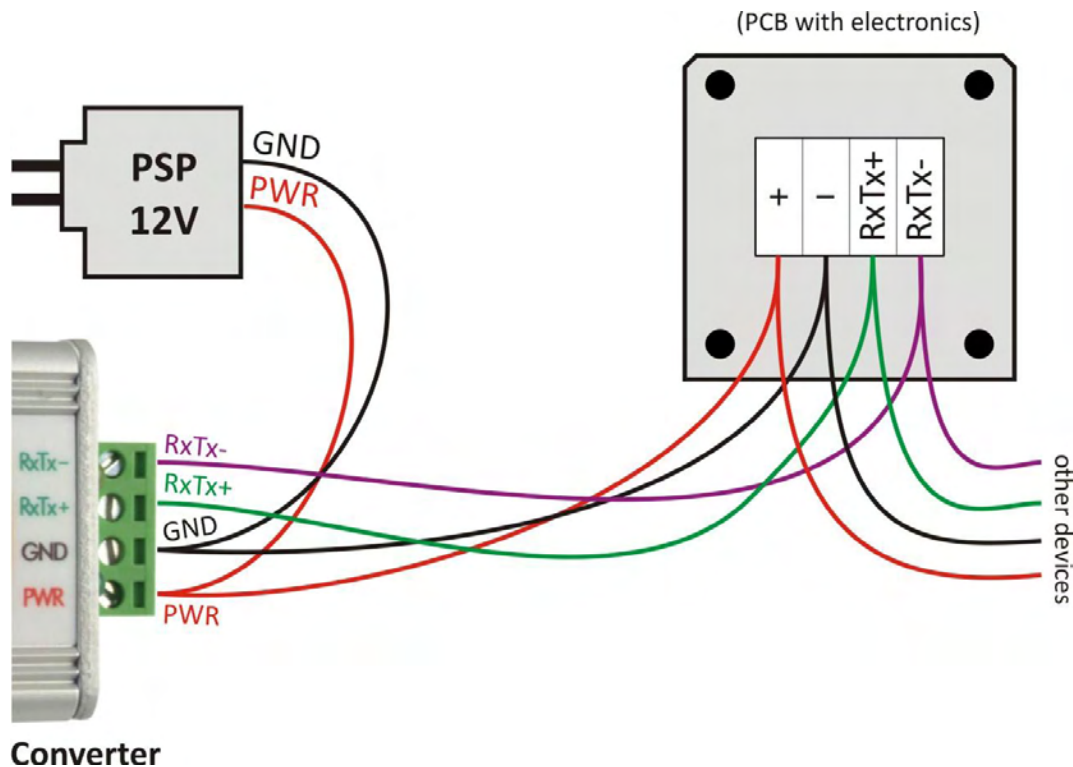 (PCB with electronics)
PSP
12V
GND
PWR
+
−
RxTx+
RxTx-
RxTx−
RxTx+
GND
PWR
RxTx-
RxTx+
GND
PWR
other devices
Converter